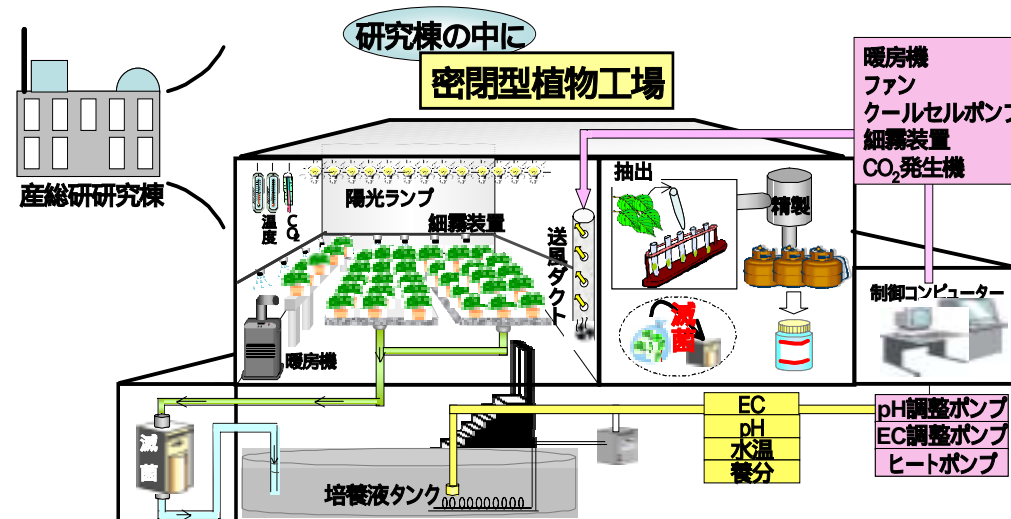 研究棟の中に
密閉型植物工場
産総研研究棟
暖房機
ファン
クールセルポンプ
細霧装置
CO2発生機
陽光ランプ
細霧装置
温度
CO2
送風ダクト
抽出
精製
滅菌
制御コンピューター
暖房機
滅菌
培養液タンク
EC
pH
水温
養分
pH調整ポンプ
EC調整ポンプ
ヒートポンプ